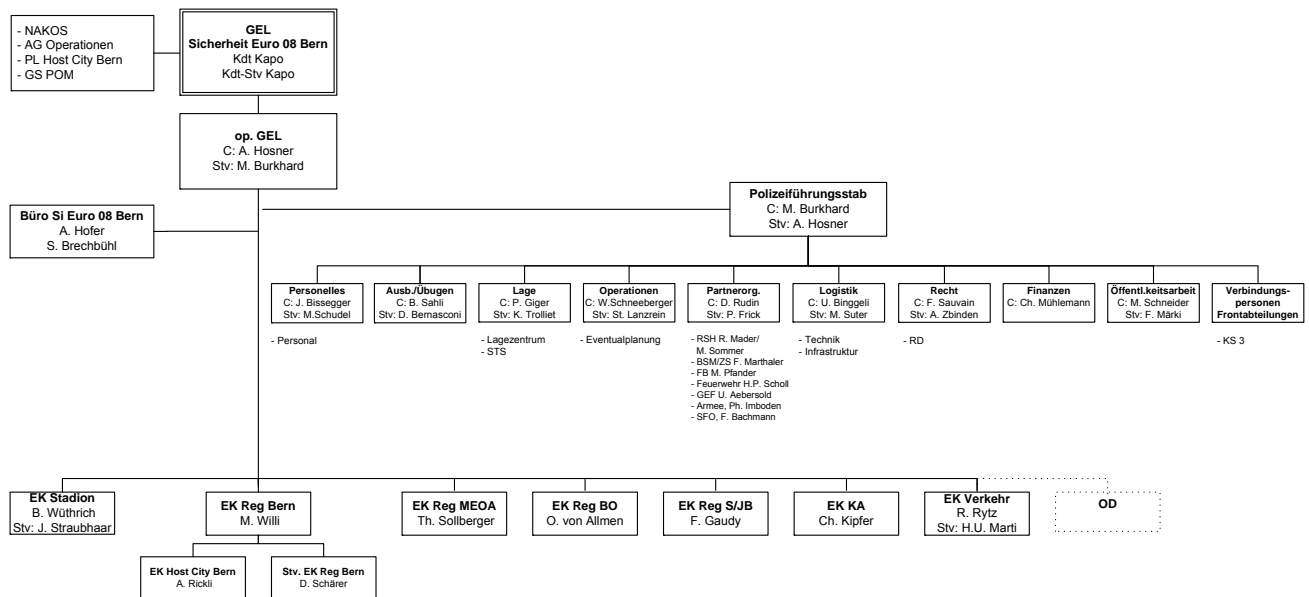 - NAKOS
- AG Operationen
- PL Host City Bern
- GS POM
GEL
Sicherheit Euro 08 Bern
Kdt Kapo
Kdt-Stv Kapo
op. GEL
C: A. Hosner
Stv: M. Burkhard
Polizeiführungsstab
C: M. Burkhard
Stv: A. Hosner
Büro Si Euro 08 Bern
A. Hofer
S. Brechbühl
Personelles
C: J. Bissegger
Stv: M.Schudel
- Personal
Ausb./Übugen
C: B. Sahli
Stv: D. Bernasconi
Lage
C: P. Giger
Stv: K. Trolliet
- Lagezentrum
- STS
Operationen
C: W.Schneeberger
Stv: St. Lanzrein
- Eventualplanung
Partnerorg.
C: D. Rudin
Stv: P. Frick
- RSH R. Mader/
M. Sommer
- BSM/ZS F. Marthaler
- FB M. Pfander
- Feuerwehr H.P. Scholl
- GEF U. Aebersold
- Armee, Ph. Imboden
- SFO, F. Bachmann
Logistik
C: U. Binggeli
Stv: M. Suter
- Technik
- Infrastruktur
Recht
C: F. Sauvain
Stv: A. Zbinden
- RD
Finanzen
C: Ch. Mühlemann
Öffentl.keitsarbeit
C: M. Schneider
Stv: F. Märki
Verbindungs-
personen
Frontabteilungen
- KS 3
EK Stadion
B. Wüthrich
Stv: J. Straubhaar
EK Reg Bern
M. Willi
EK Reg MEOA
Th. Sollberger
EK Reg BO
O. von Allmen
EK Reg S/JB
F. Gaudy
EK KA
Ch. Kipfer
EK Verkehr
R. Rytz
Stv: H.U. Marti
OD
EK Host City Bern
A. Rickli
Stv. EK Reg Bern
D. Schärer